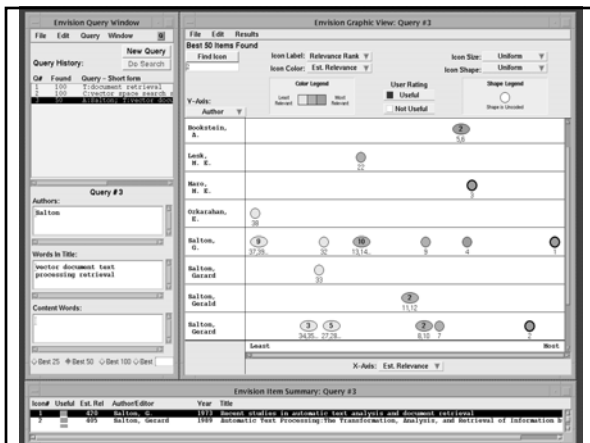 Envision Query Window
File Edit Query Window
New Query
Query History: Do Search
Q# Found Query - Short form
1 100 T:document retrieval
2 100 C:vector space search
3 50 A:Salton; T:vector docu
Query #3
Authors:
Salton
Words In Title:
vector document text
processing retrieval
Content Words:
Best 25 Best 50 Best 100 Best
Envision Graphic View: Query #3
File Edit Results
Best 50 Items Found
Find Icon
Icon Label: Relevance Rank
Icon Size: Uniform
Icon Color: Est. Relevance
Icon Shape: Uniform
Color Legend
Least Relevant
Most Relevant
User Rating
Useful
Not Useful
Shape Legend
Shape is Uncoded
Y-Axis:
Author
Bookstein, A.
2
5,6
Lesk, M. E.
22
Maro, M. E.
3
Ozkarahan, E.
38
Salton, G.
9 10
37,39... 32 13,14... 9 4 1
Salton, Gerard
33
Salton, Gerald
2
11,12
Salton, Gerard
3 5 2
34,35... 27,28... 8,10 7 2
Least Most
X-Axis: Est. Relevance
Envision Item Summary: Query #3
Icon# Useful Est. Rel Author/Editor Year Title
1 420 Salton, G. 1973 Recent studies in automatic text analysis and document retrieval
2 405 Salton, Gerard 1989 Automatic Text Processing:The Transformation, Analysis, and Retrieval of Information b